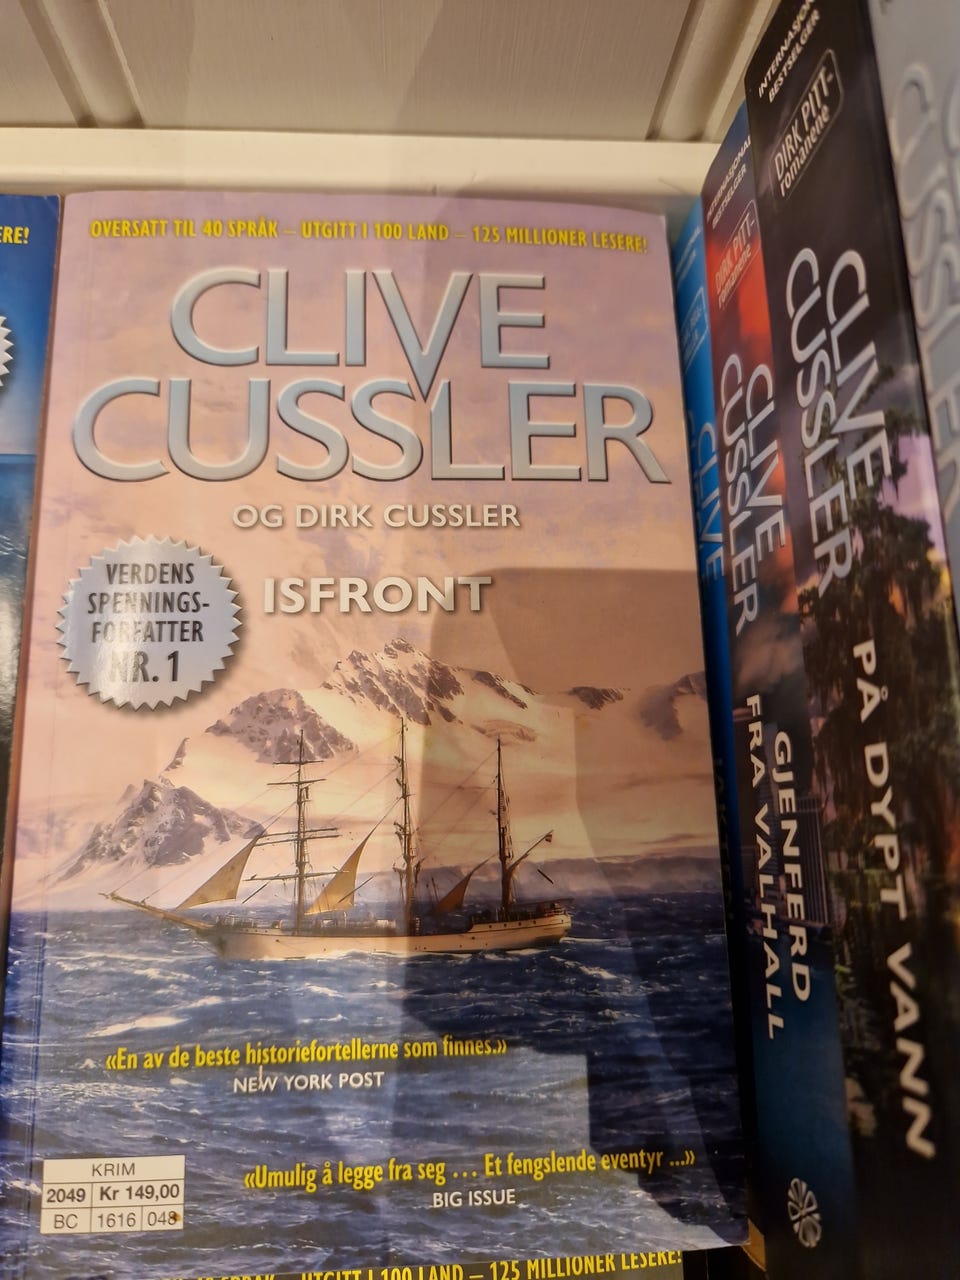 ERE!
OVERSATT TIL 40 SPRÅK – UTGITT I 100 LAND – 125 MILLIONER LESERE!
CLIVE
CUSSLER
OG DIRK CUSSLER
ISFRONT
VERDENS
SPENNINGS-
FORFATTER
NR. 1
«En av de beste historiefortellerne som finnes.»
NEW YORK POST
«Umulig å legge fra seg ... Et fengslende eventyr ...»
BIG ISSUE
KRIM
2049 Kr 149,00
BC 1616 048
SPRÅK – UTGITT I 100 LAND – 125 MILLIONER LESERE!
CLIVE
INTERNASJONAL
BESTSELGER
DIRK PITT-
romanene
CLIVE
CUSSLER
GJENFERD
FRA VALHALL
INTERNASJON
BESTSELGER
DIRK PITT-
romanene
CLIVE
CUSSLER
PÅ DYPT VANN